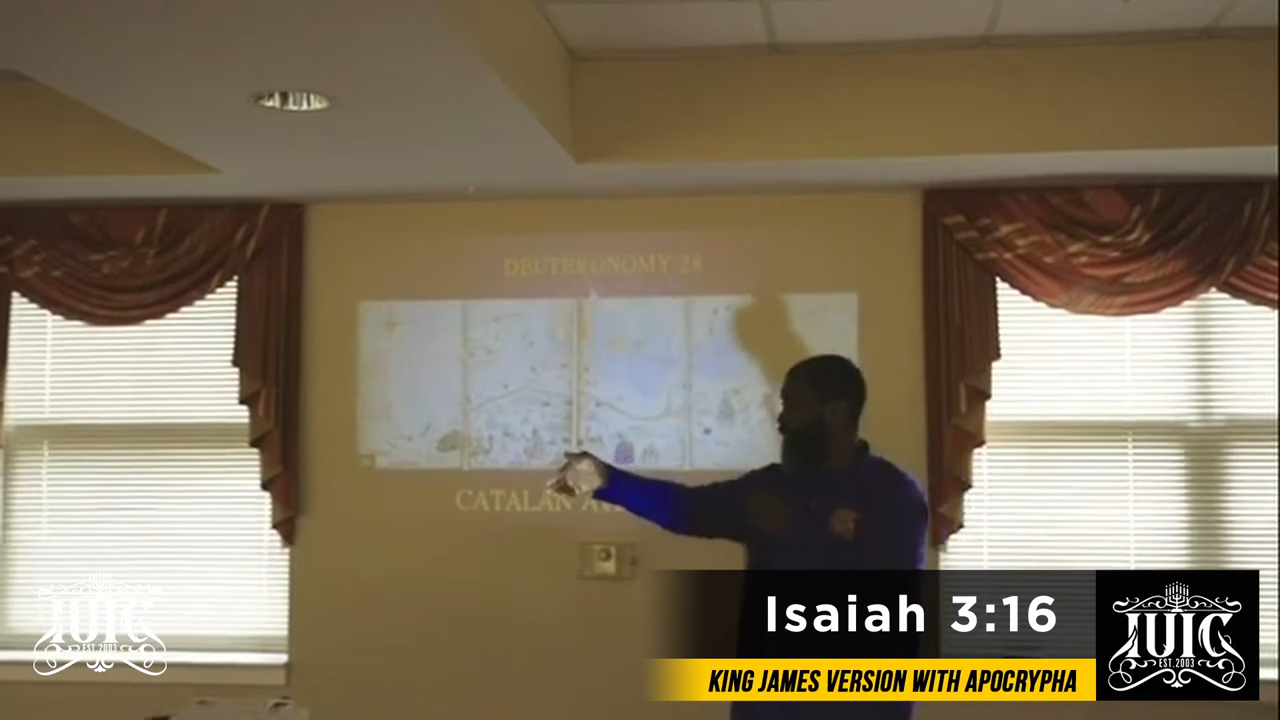 DEUTERONOMY 28
CATALAN
IUIC
EST. 2003
Isaiah 3:16
KING JAMES VERSION WITH APOCRYPHA
IUIC
EST. 2003